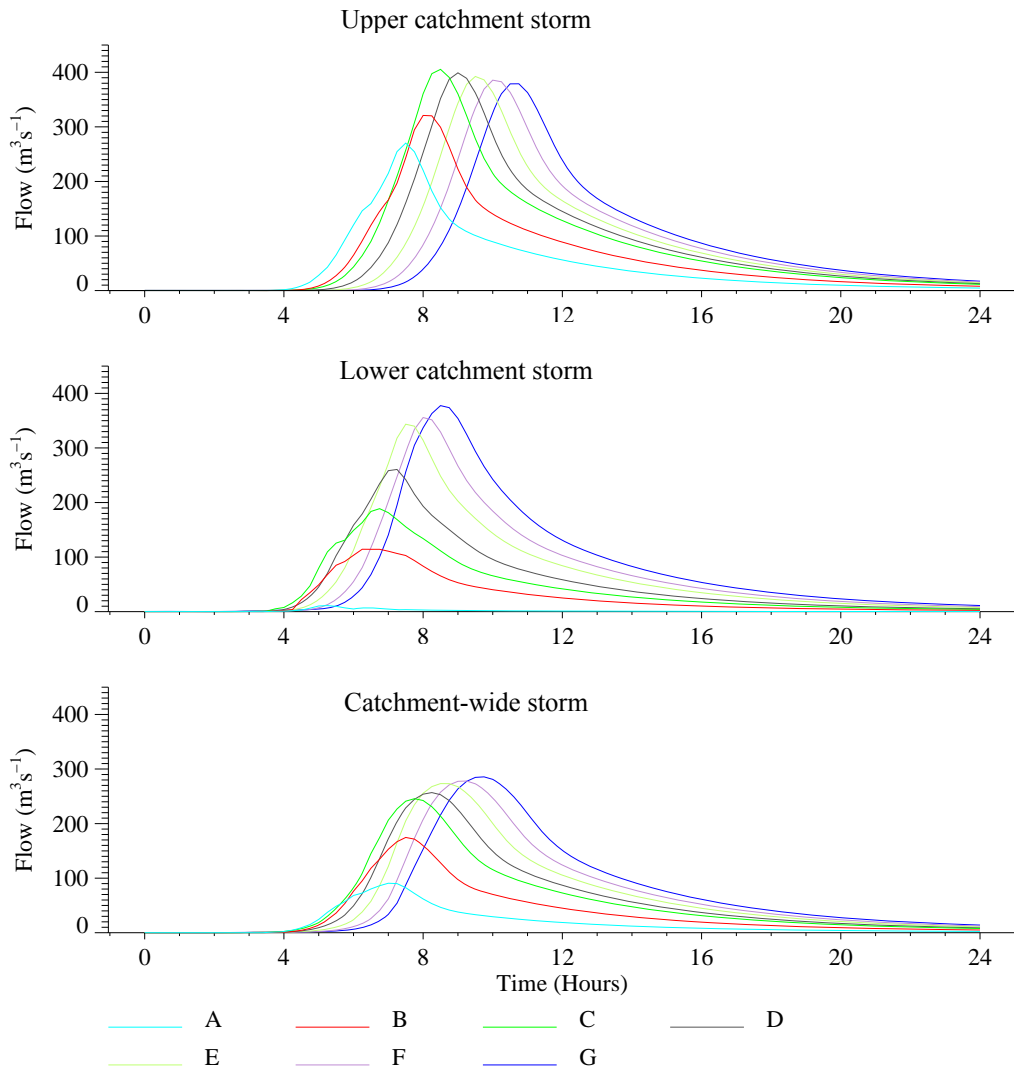 Upper catchment storm
400
300
200
100
0
Flow (m³s⁻¹)
0 4 8 12 16 20 24
Lower catchment storm
400
300
200
100
0
Flow (m³s⁻¹)
0 4 8 12 16 20 24
Catchment-wide storm
400
300
200
100
0
Flow (m³s⁻¹)
0 4 8 12 16 20 24
Time (Hours)
A B C D
E F G